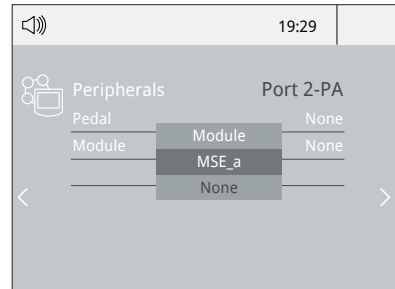 19:29
Peripherals Port 2-PA
Pedal None
Module None
Module
MSE_a
None